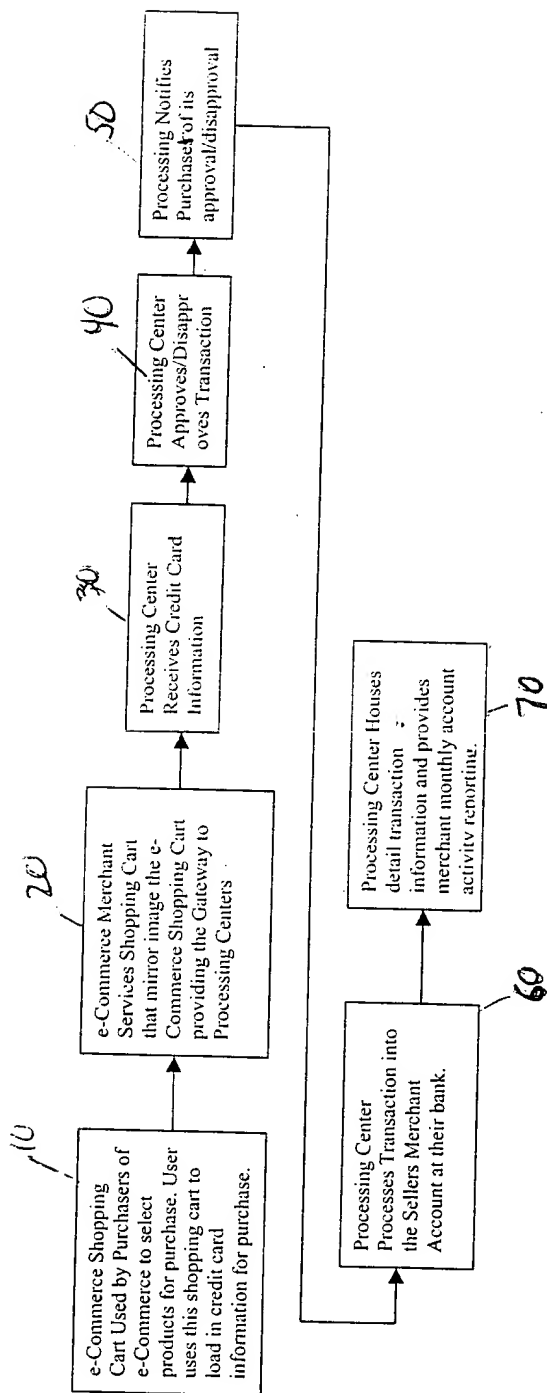 10
e-Commerce Shopping
Cart Used by Purchasers of
e-Commerce to select
products for purchase. User
uses this shopping cart to
load in credit card
information for purchase.
20
e-Commerce Merchant
Services Shopping Cart
that mirror image the e-
Commerce Shopping Cart
providing the Gateway to
Processing Centers
30
Processing Center
Receives Credit Card
Information
40
Processing Center
Approves/Disappr
oves Transaction
50
Processing Notifies
Purchaser of its
approval/disapproval
60
Processing Center
Processes Transaction into
the Sellers Merchant
Account at their bank.
70
Processing Center Houses
detail transaction
information and provides
merchant monthly account
activity reporting.